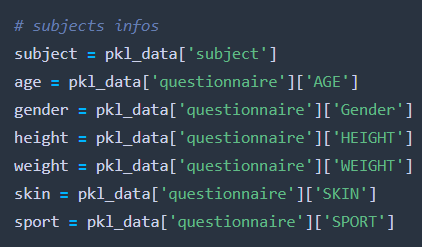 # subjects infos
subject = pkl_data['subject']
age = pkl_data['questionnaire']['AGE']
gender = pkl_data['questionnaire']['Gender']
height = pkl_data['questionnaire']['HEIGHT']
weight = pkl_data['questionnaire']['WEIGHT']
skin = pkl_data['questionnaire']['SKIN']
sport = pkl_data['questionnaire']['SPORT']